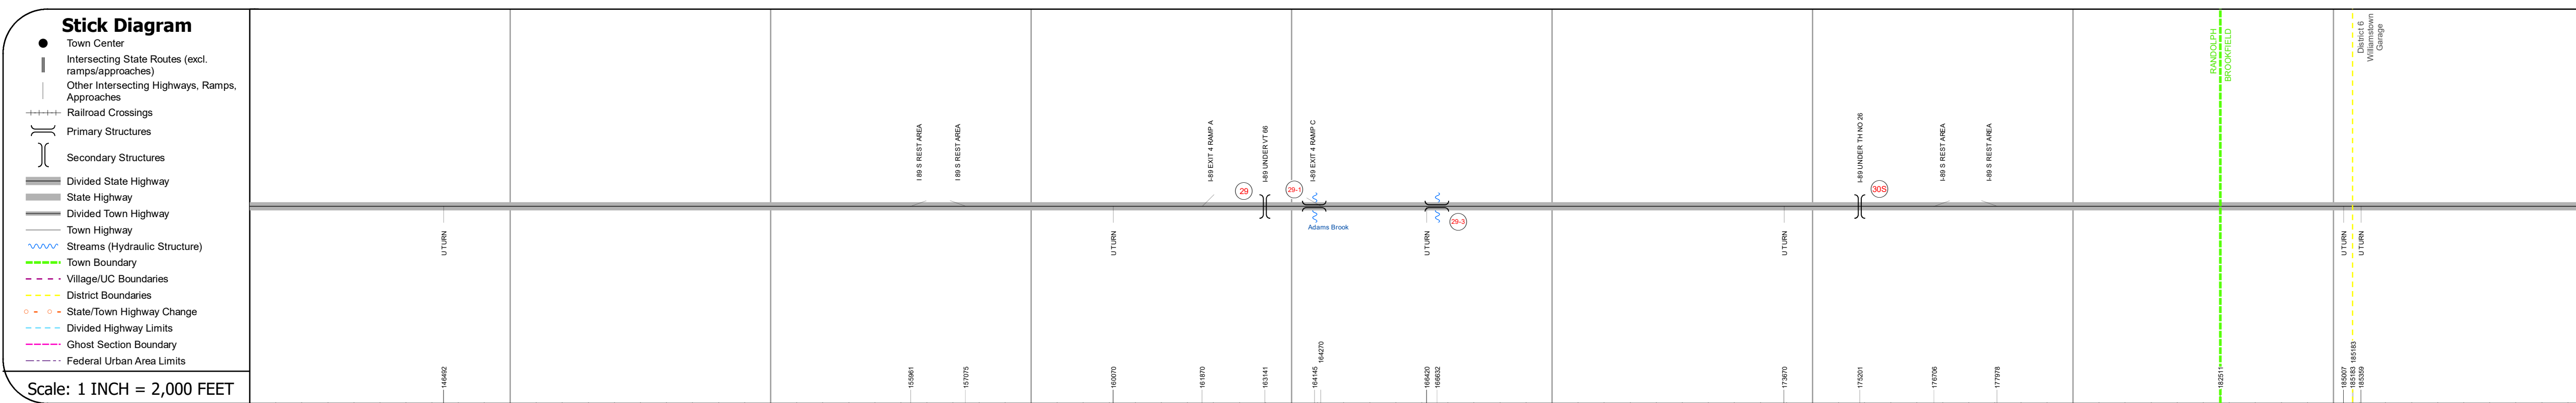 Stick Diagram
Town Center
Intersecting State Routes (excl.
ramps/approaches)
Other Intersecting Highways, Ramps,
Approaches
Railroad Crossings
Primary Structures
Secondary Structures
Divided State Highway
State Highway
Divided Town Highway
Town Highway
Streams (Hydraulic Structure)
Town Boundary
Village/UC Boundaries
District Boundaries
State/Town Highway Change
Divided Highway Limits
Ghost Section Boundary
Federal Urban Area Limits
Scale: 1 INCH = 2,000 FEET
RANDOLPH
BROOKFIELD
District 6
Williamstown
Garage
I 89 S REST AREA
I 89 S REST AREA
I-89 EXIT 4 RAMP A
I-89 UNDER VT 66
I-89 EXIT 4 RAMP C
I-89 UNDER TH NO 26
I-89 S REST AREA
I-89 S REST AREA
29
29-1
29-3
30S
Adams Brook
U TURN
U TURN
U TURN
U TURN
U TURN
U TURN
146492
155961
157075
160070
161870
163141
164145
164270
166420
166632
173670
175201
176706
177978
182511
185007
185183
185183
185359